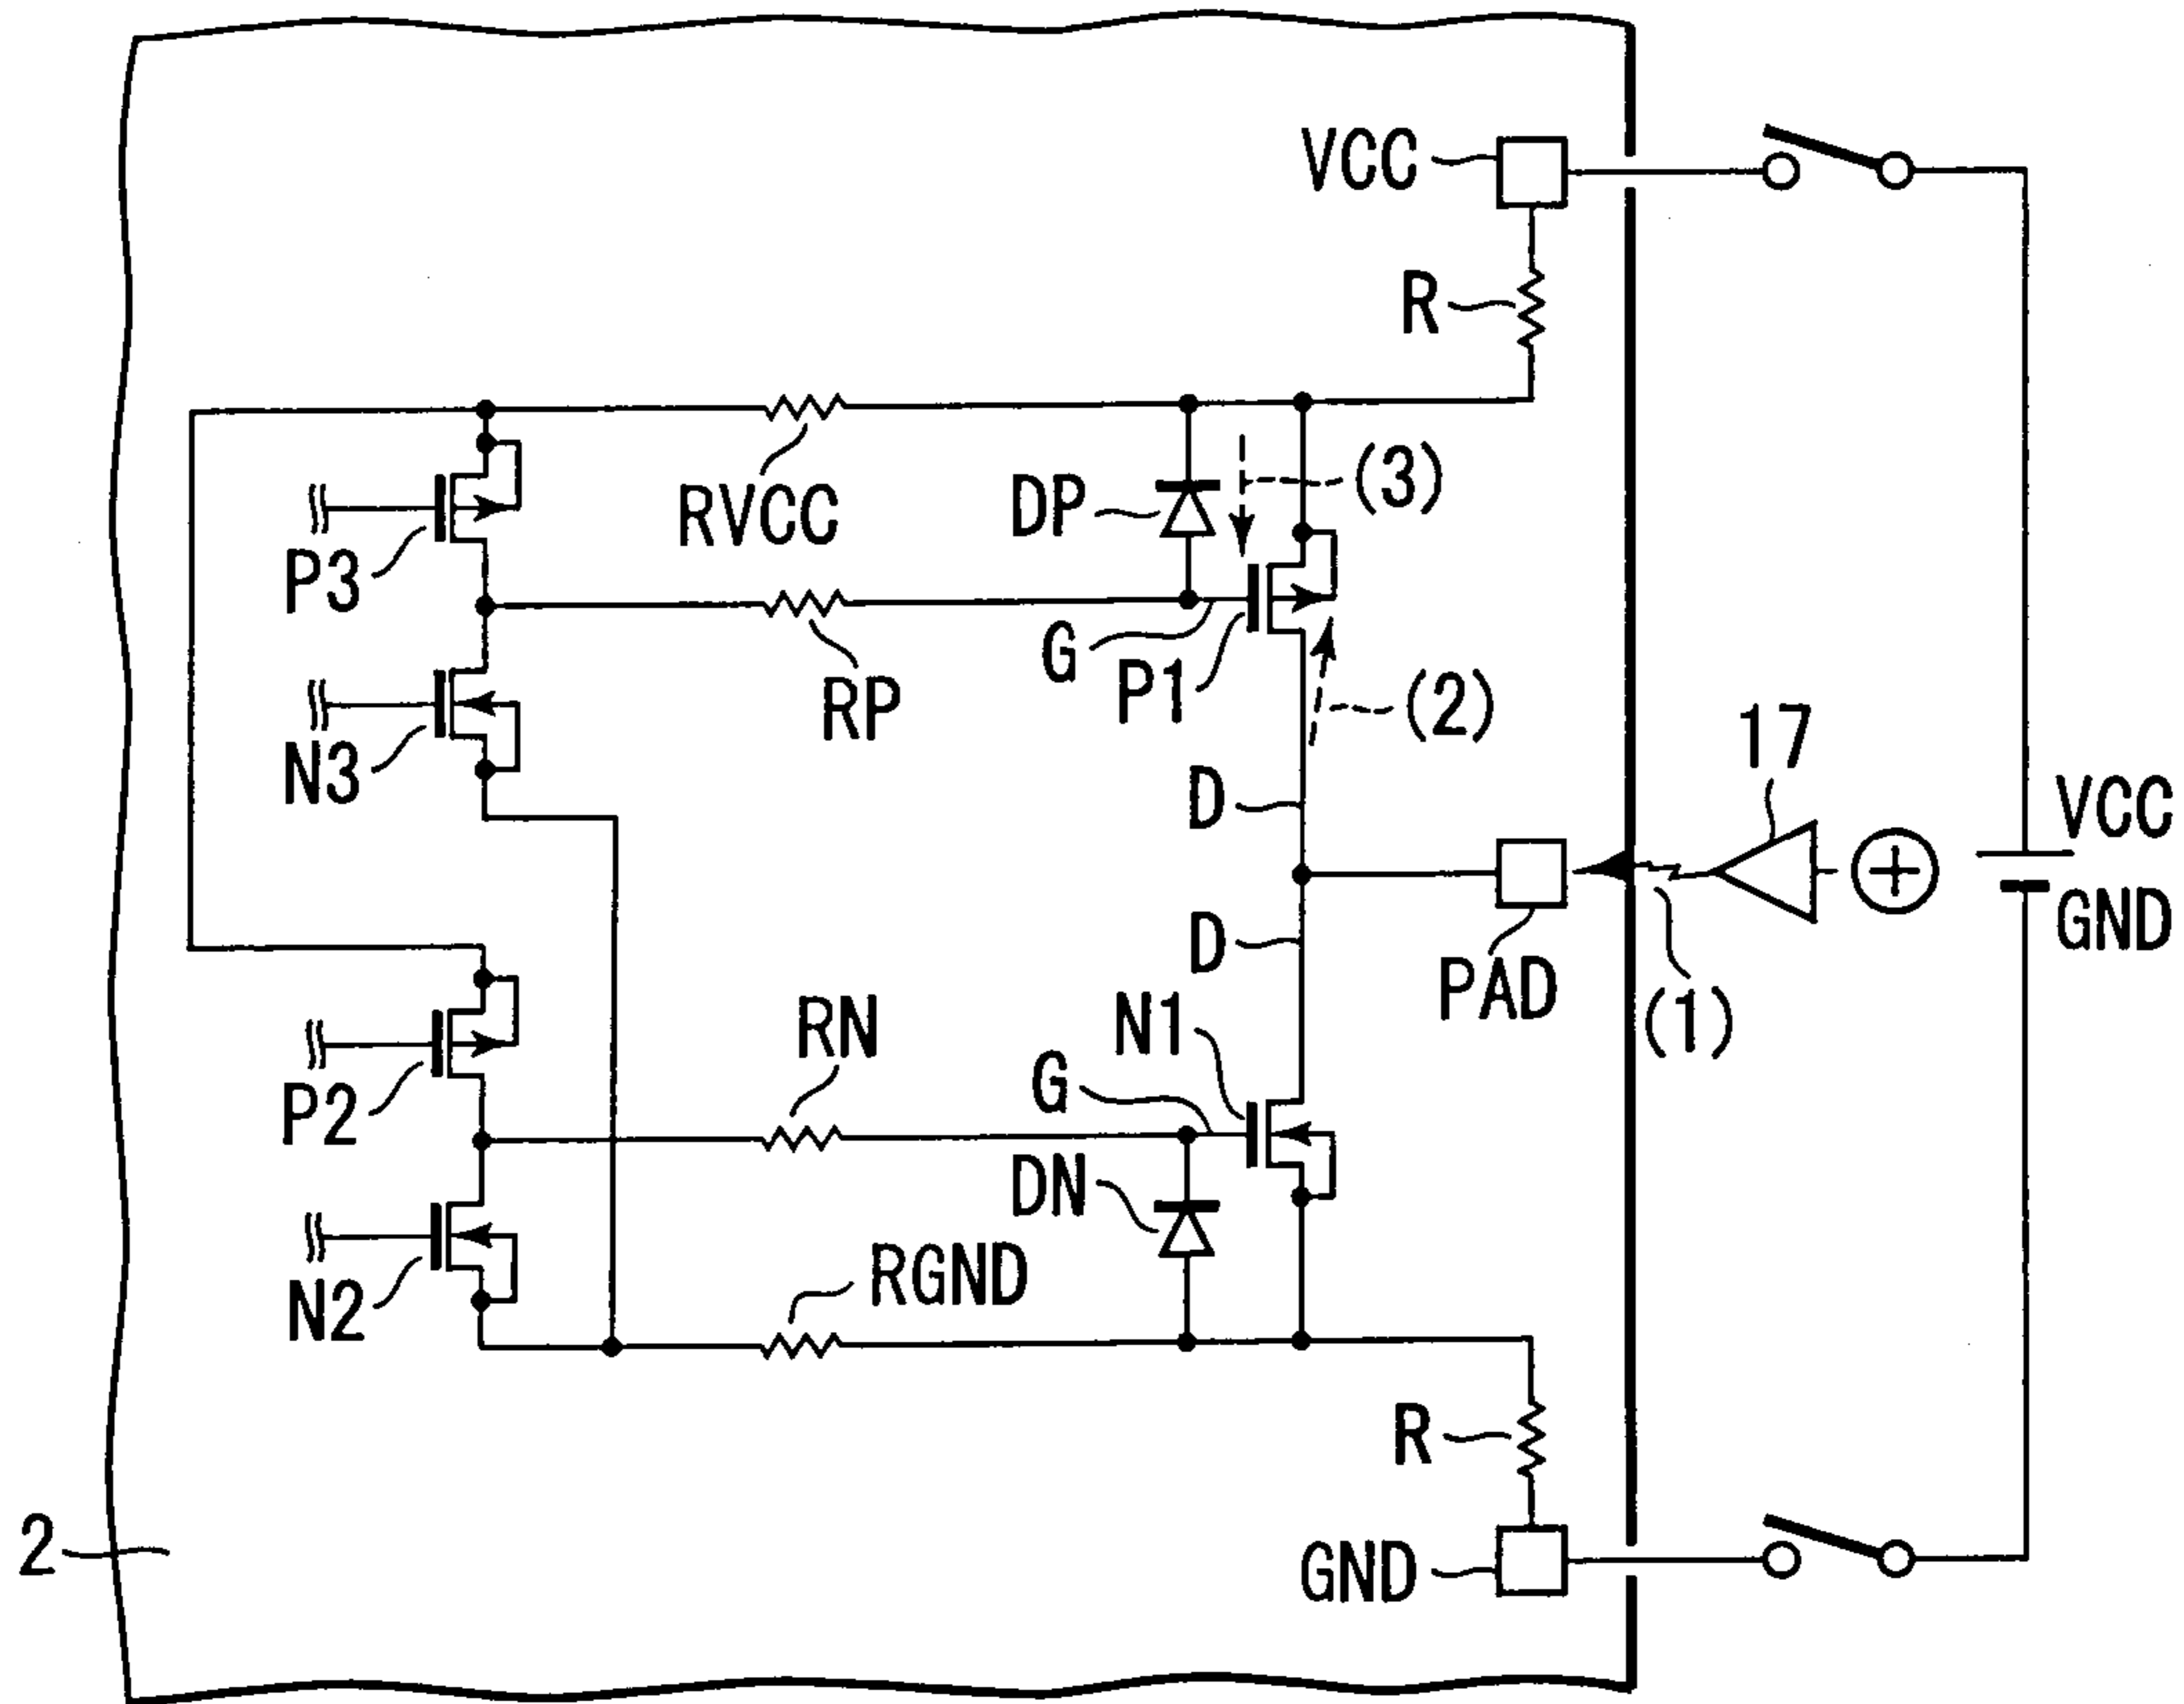 VCC
R
(3)
DP
RVCC
P3
G
P1
(2)
RP
17
N3
D
VCC
GND
D
PAD
(1)
RN
N1
G
P2
DN
RGND
N2
R
2
GND